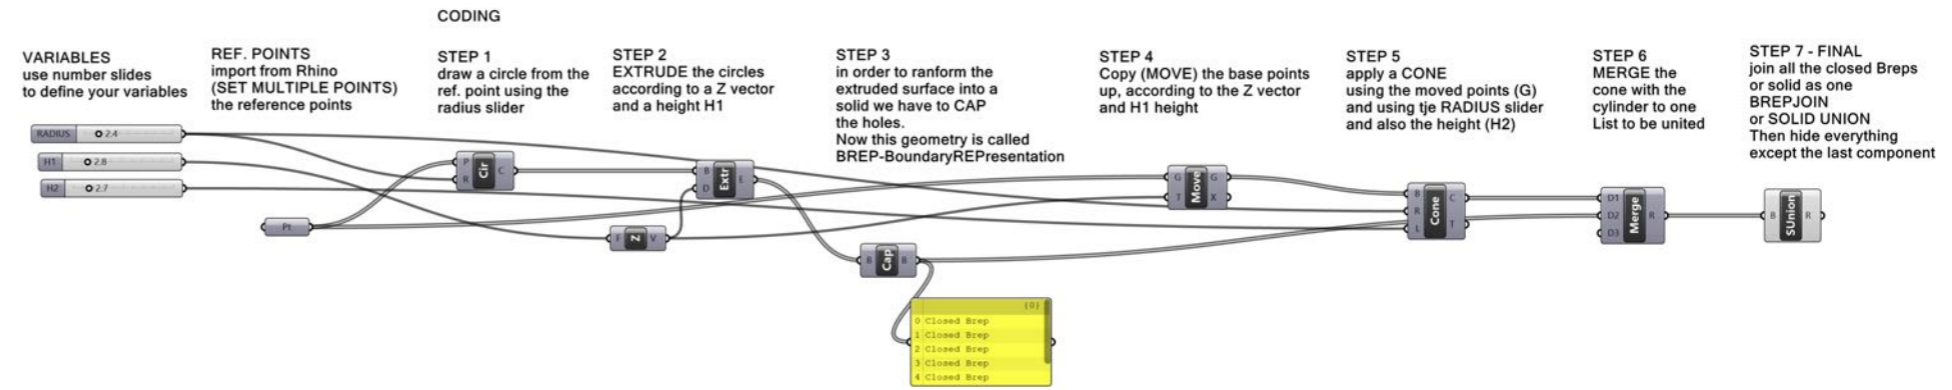 CODING
VARIABLES
use number slides
to define your variables
REF. POINTS
import from Rhino
(SET MULTIPLE POINTS)
the reference points
STEP 1
draw a circle from the
ref. point using the
radius slider
STEP 2
EXTRUDE the circles
according to a Z vector
and a height H1
STEP 3
in order to ranform the
extruded surface into a
solid we have to CAP
the holes.
Now this geometry is called
BREP-BoundaryREPresentation
STEP 4
Copy (MOVE) the base points
up, according to the Z vector
and H1 height
STEP 5
apply a CONE
using the moved points (G)
and using tje RADIUS slider
and also the height (H2)
STEP 6
MERGE the
cone with the
cylinder to one
List to be united
STEP 7 - FINAL
join all the closed Breps
or solid as one
BREPJOIN
or SOLID UNION
Then hide everything
except the last component
RADIUS 2.4
H1 2.8
H2 2.7
Pt
P R Cir C
F Z V
B D Extr E
B Cap B
{0}
0 Closed Brep
1 Closed Brep
2 Closed Brep
3 Closed Brep
4 Closed Brep
G T Move G X
B R L Cone C T
D1 D2 D3 Merge R
B SUnion R